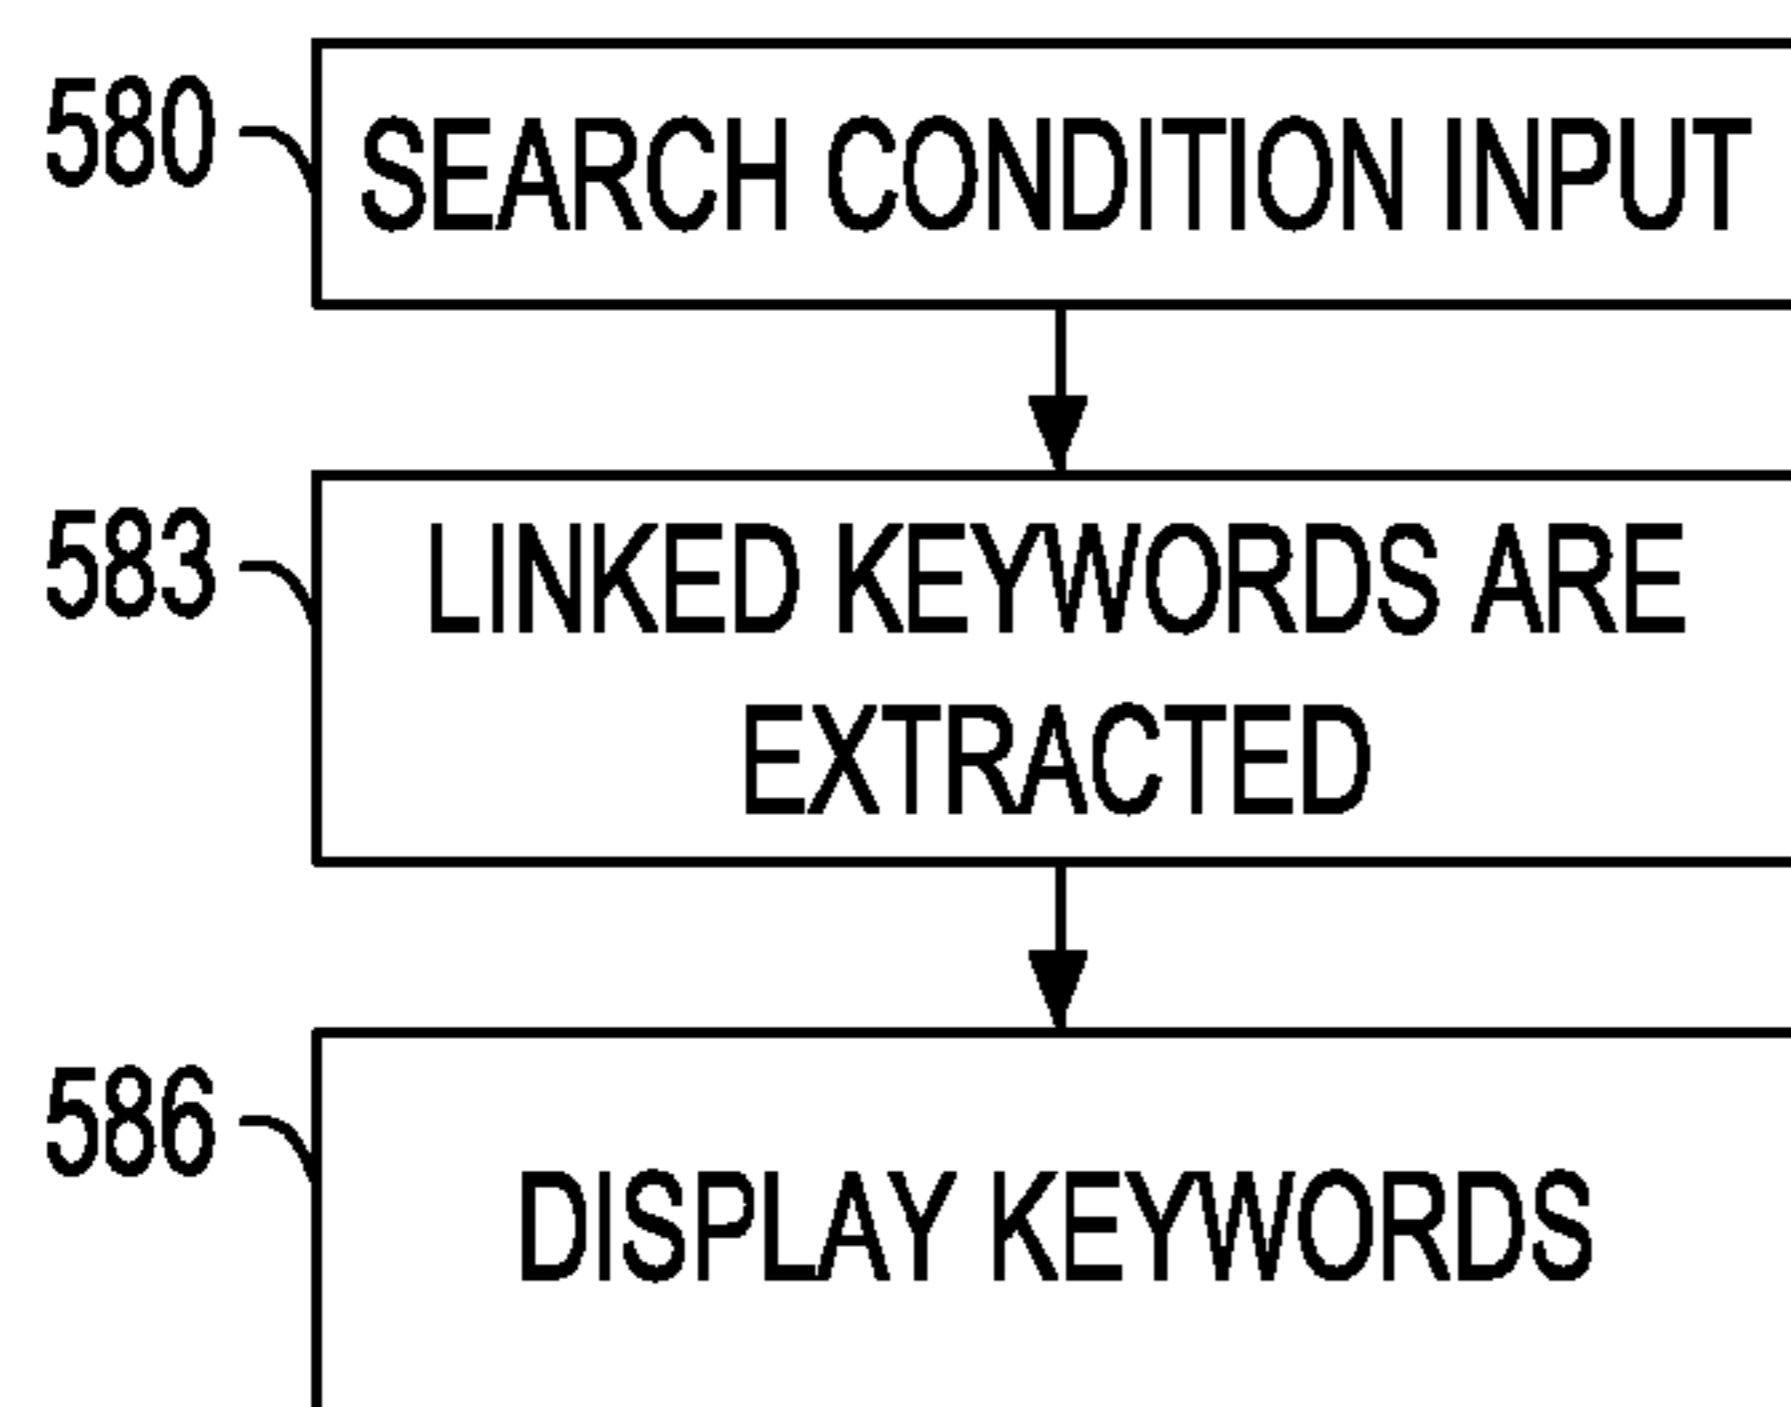 580
SEARCH CONDITION INPUT
583
LINKED KEYWORDS ARE
EXTRACTED
586
DISPLAY KEYWORDS